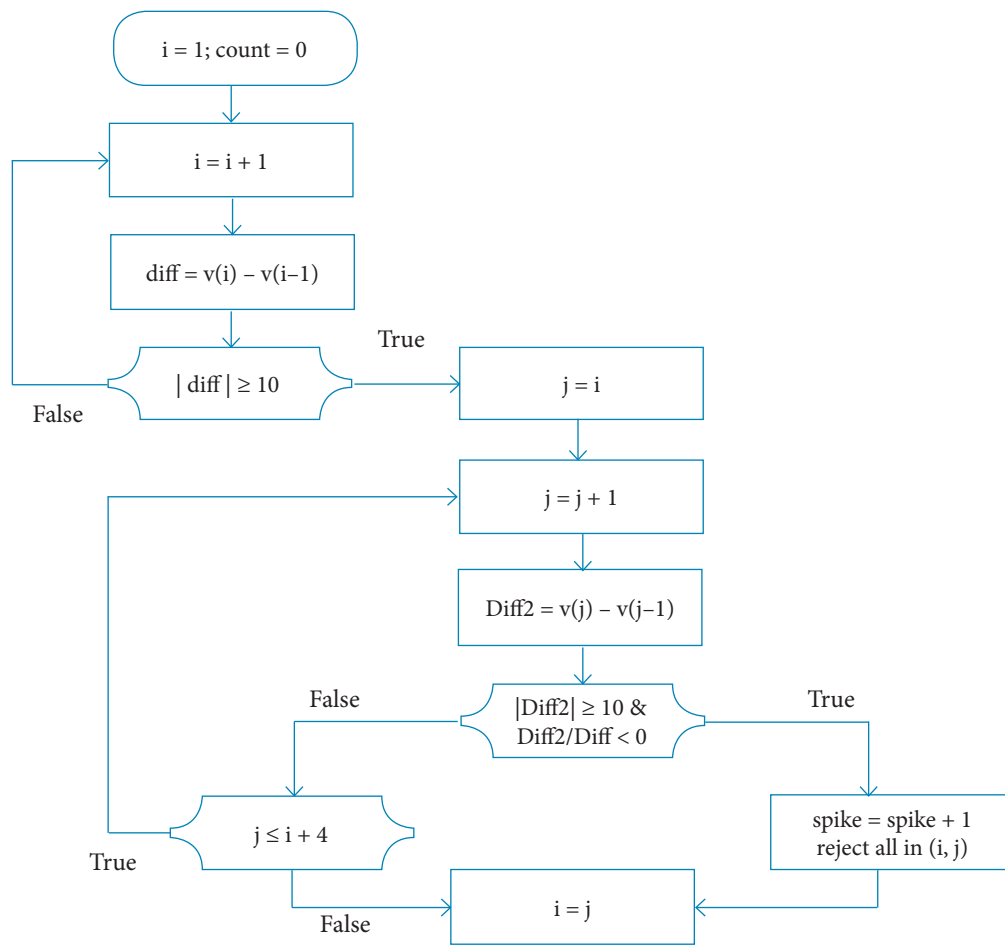 i = 1; count = 0
i = i + 1
diff = v(i) – v(i–1)
| diff | ≥ 10
True
False
j = i
j = j + 1
Diff2 = v(j) – v(j–1)
|Diff2| ≥ 10 &
Diff2/Diff < 0
False
True
j ≤ i + 4
True
False
spike = spike + 1
reject all in (i, j)
i = j